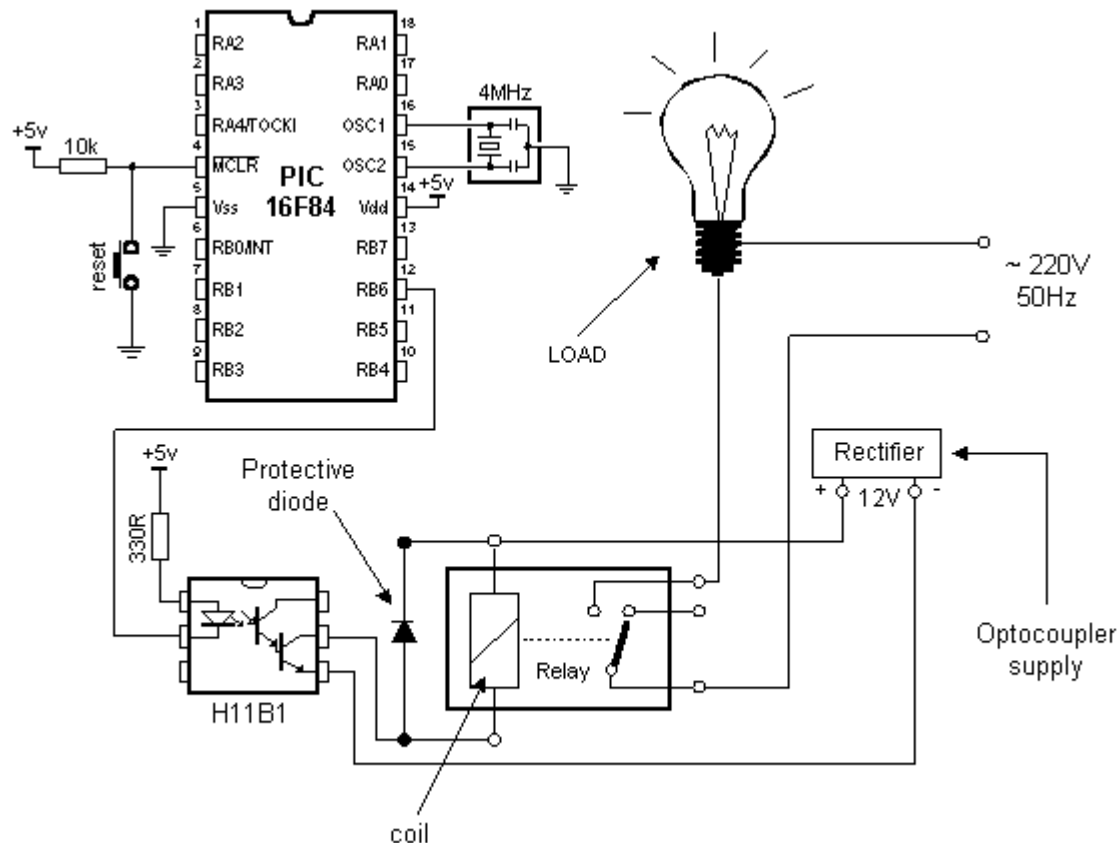 1
RA2
2
RA3
3
RA4/TOCKI
4
MCLR
5
Vss
6
RB0/INT
7
RB1
8
RB2
9
RB3
PIC
16F84
18
RA1
17
RA0
16
OSC1
15
OSC2
14
Vdd
13
RB7
12
RB6
11
RB5
10
RB4
+5v
10k
reset
4MHz
+5v
LOAD
~ 220V
50Hz
Rectifier
+ 12V -
Optocoupler
supply
+5v
330R
H11B1
Protective
diode
Relay
coil